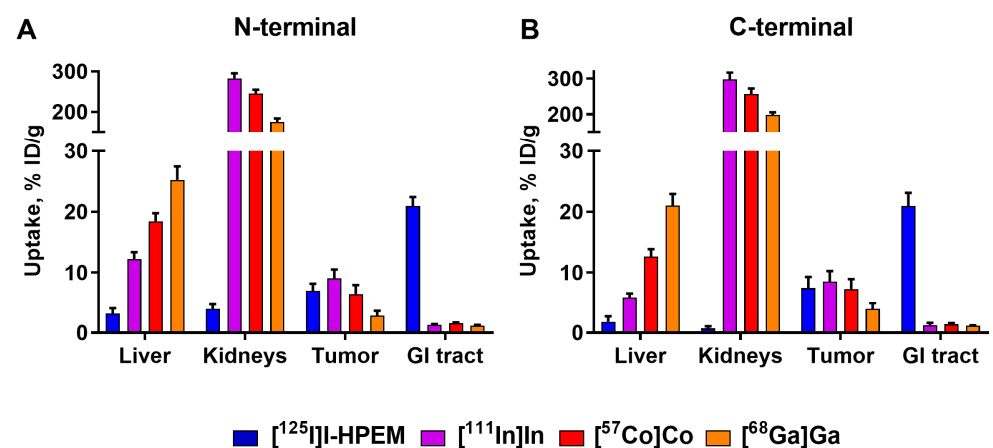 A N-terminal
Uptake, % ID/g
300
200
30
20
10
0
Liver Kidneys Tumor GI tract
B C-terminal
Uptake, % ID/g
300
200
30
20
10
0
Liver Kidneys Tumor GI tract
[¹²⁵I]I-HPEM [¹¹¹In]In [⁵⁷Co]Co [⁶⁸Ga]Ga